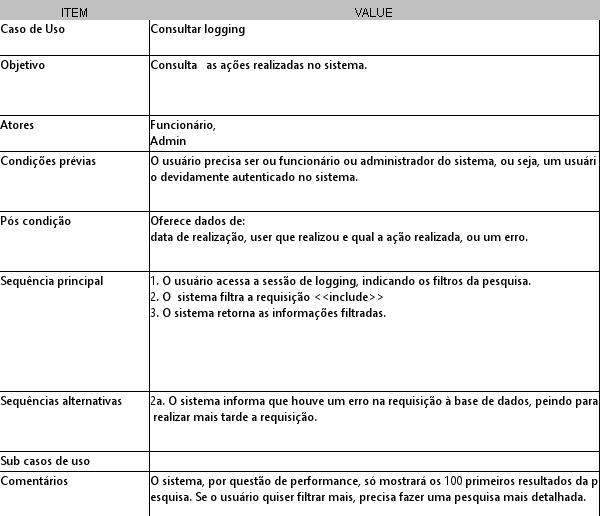 ITEM VALUE
Caso de Uso Consultar logging
Objetivo Consulta as ações realizadas no sistema.
Atores Funcionário,
Admin
Condições prévias O usuário precisa ser ou funcionário ou administrador do sistema, ou seja, um usuári
o devidamente autenticado no sistema.
Pós condição Oferece dados de:
data de realização, user que realizou e qual a ação realizada, ou um erro.
Sequência principal 1. O usuário acessa a sessão de logging, indicando os filtros da pesquisa.
2. O sistema filtra a requisição <<include>>
3. O sistema retorna as informações filtradas.
Sequências alternativas 2a. O sistema informa que houve um erro na requisição à base de dados, peindo para
realizar mais tarde a requisição.
Sub casos de uso
Comentários O sistema, por questão de performance, só mostrará os 100 primeiros resultados da p
esquisa. Se o usuário quiser filtrar mais, precisa fazer uma pesquisa mais detalhada.